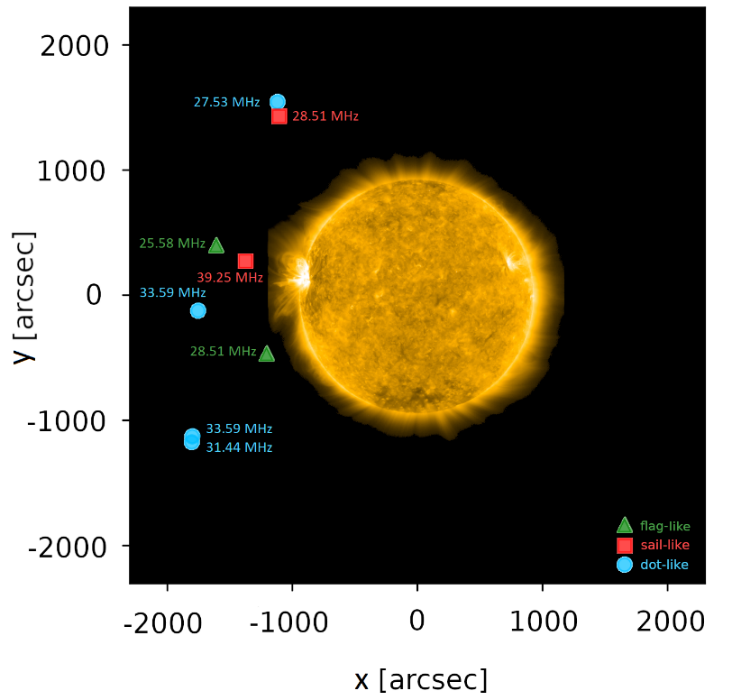 2000
1000
0
-1000
-2000
y [arcsec]
27.53 MHz
28.51 MHz
25.58 MHz
39.25 MHz
33.59 MHz
28.51 MHz
33.59 MHz
31.44 MHz
flag-like
sail-like
dot-like
-2000 -1000 0 1000 2000
x [arcsec]